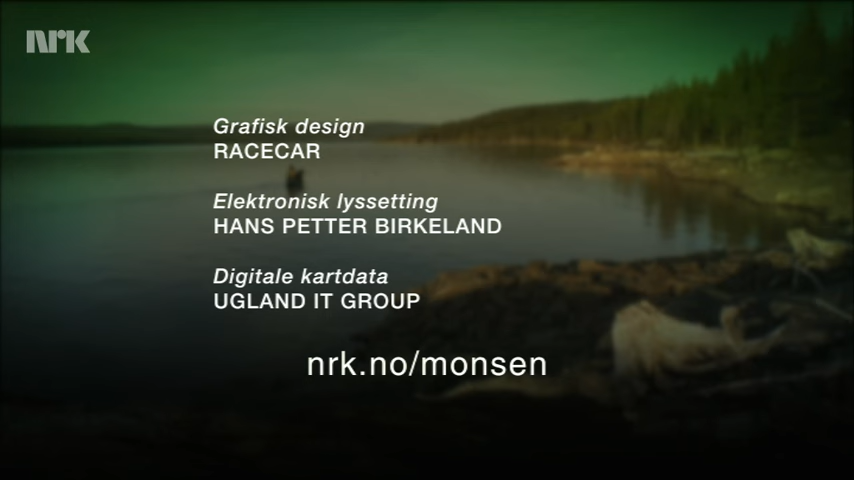 NRK
Grafisk design
RACECAR
Elektronisk lyssetting
HANS PETTER BIRKELAND
Digitale kartdata
UGLAND IT GROUP
nrk.no/monsen